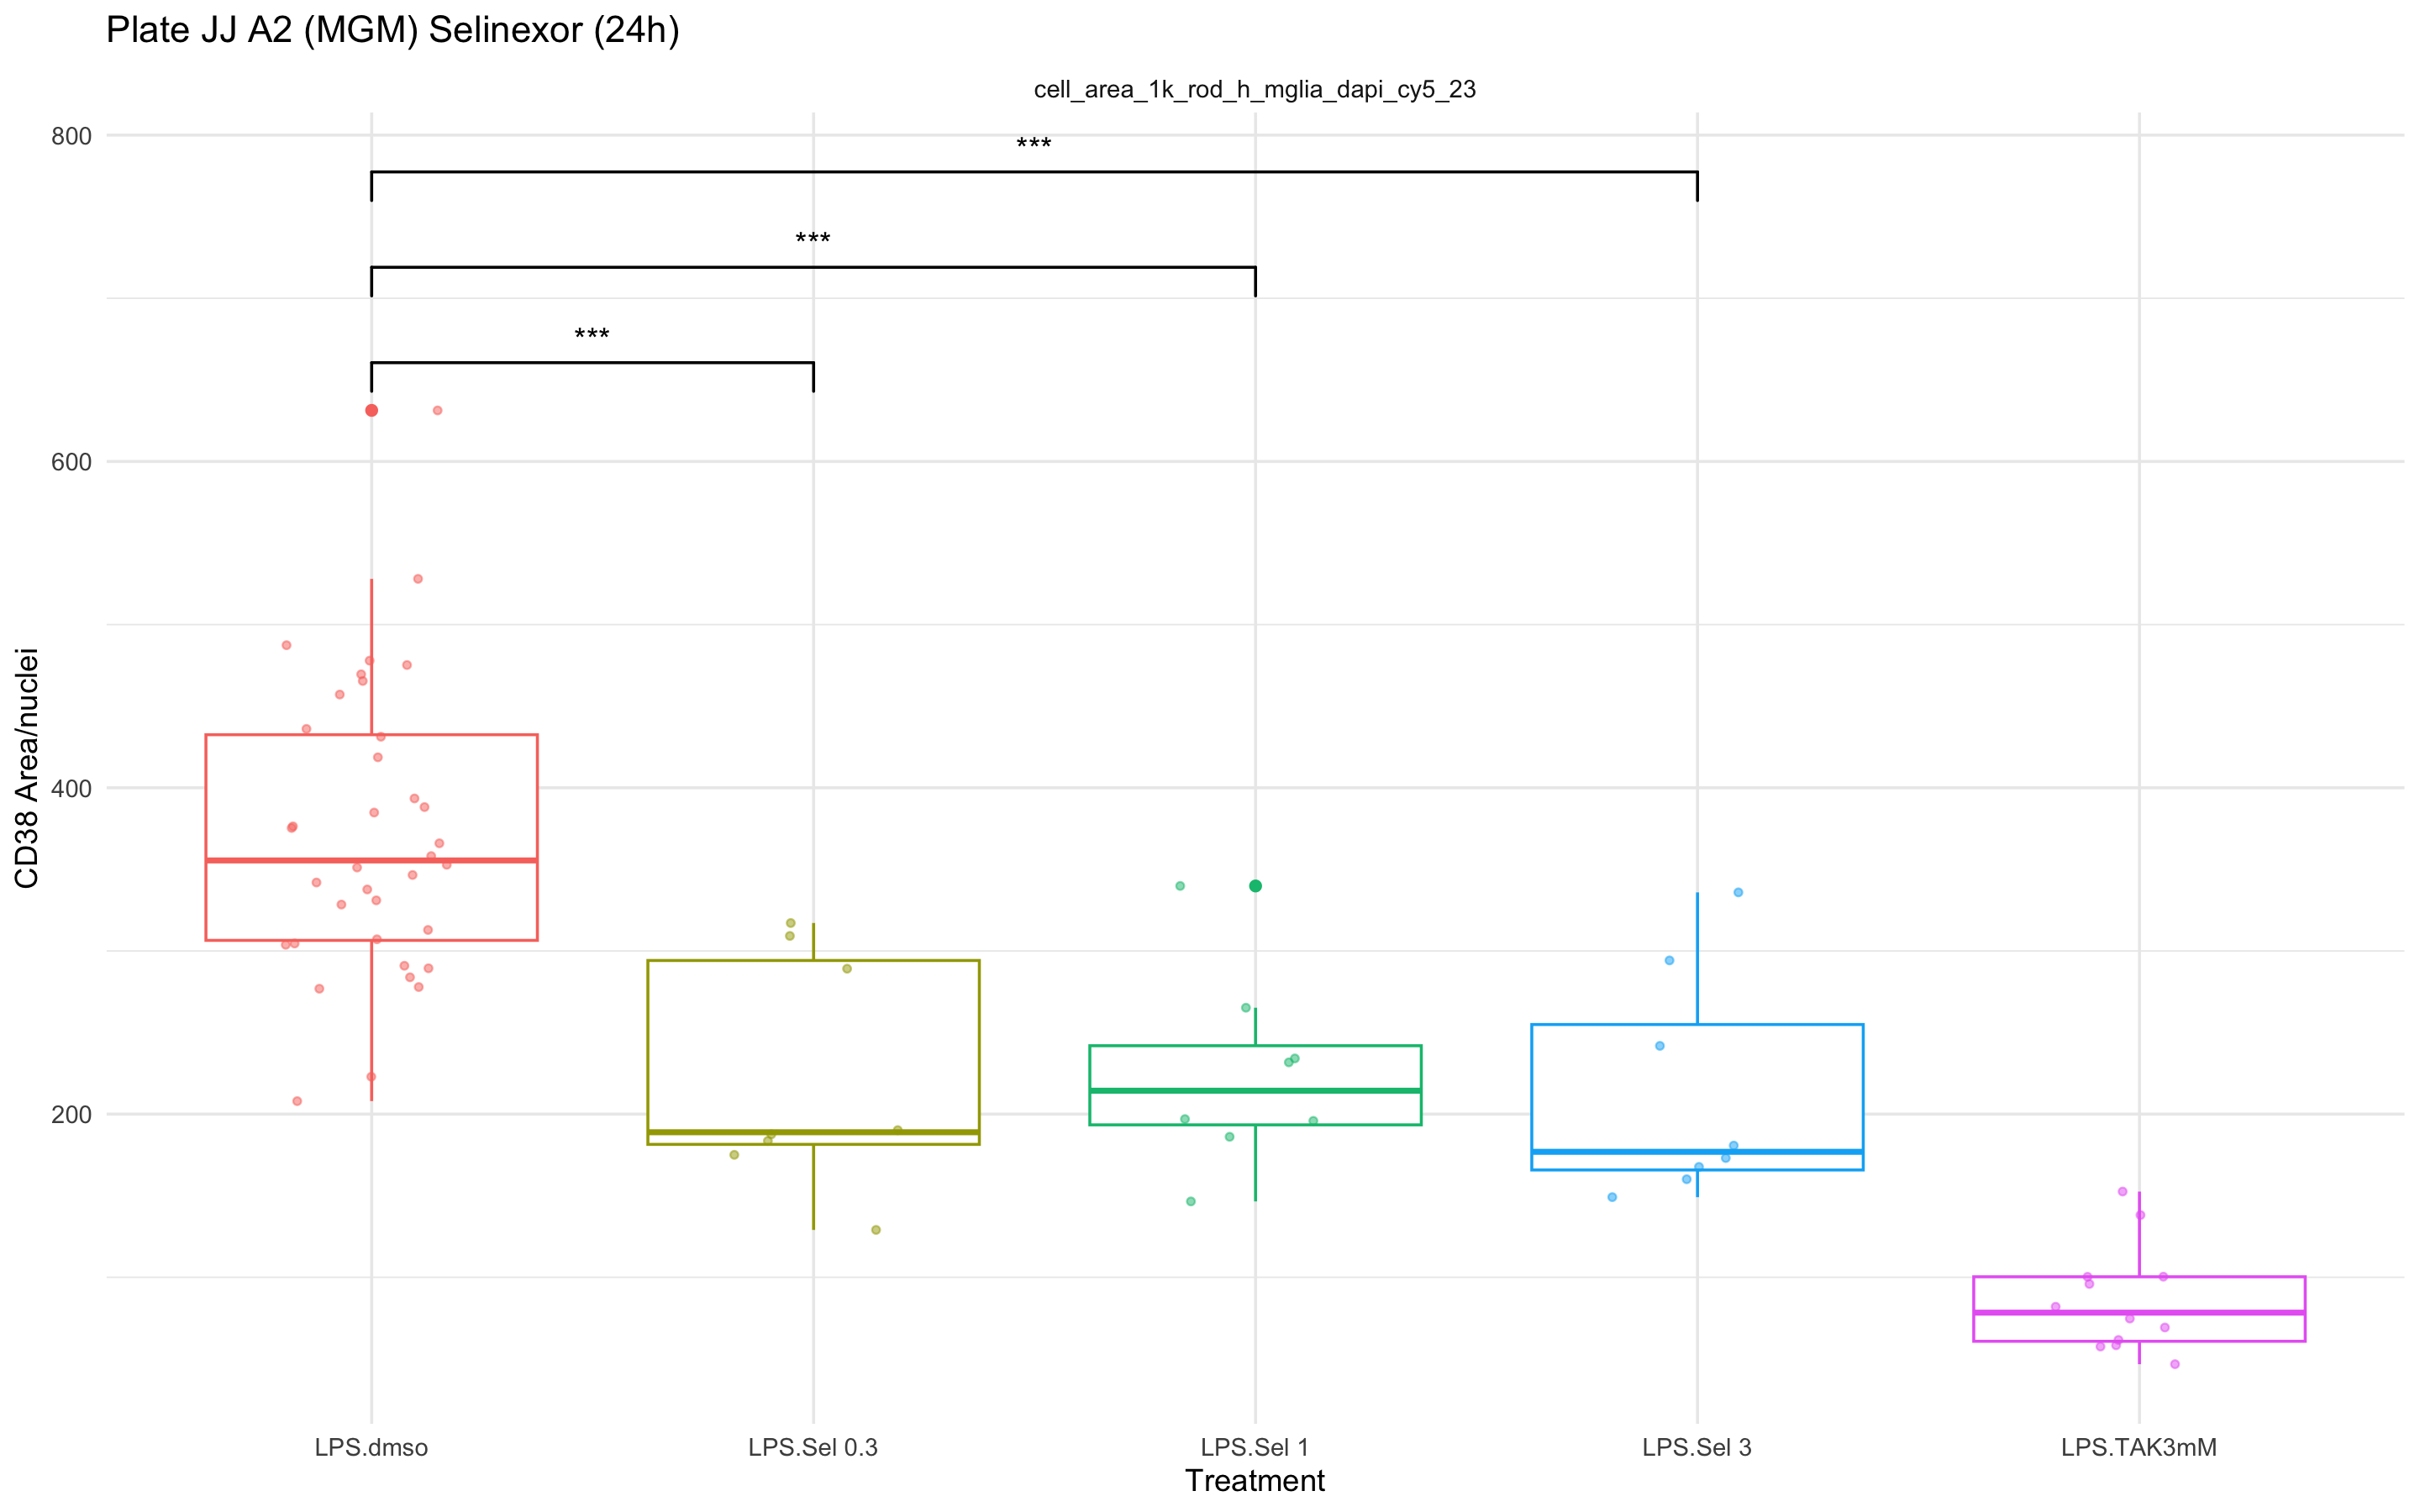 Plate JJ A2 (MGM) Selinexor (24h)
cell_area_1k_rod_h_mglia_dapi_cy5_23
800
600
400
200
CD38 Area/nuclei
***
***
***
LPS.dmso
LPS.Sel 0.3
LPS.Sel 1
LPS.Sel 3
LPS.TAK3mM
Treatment